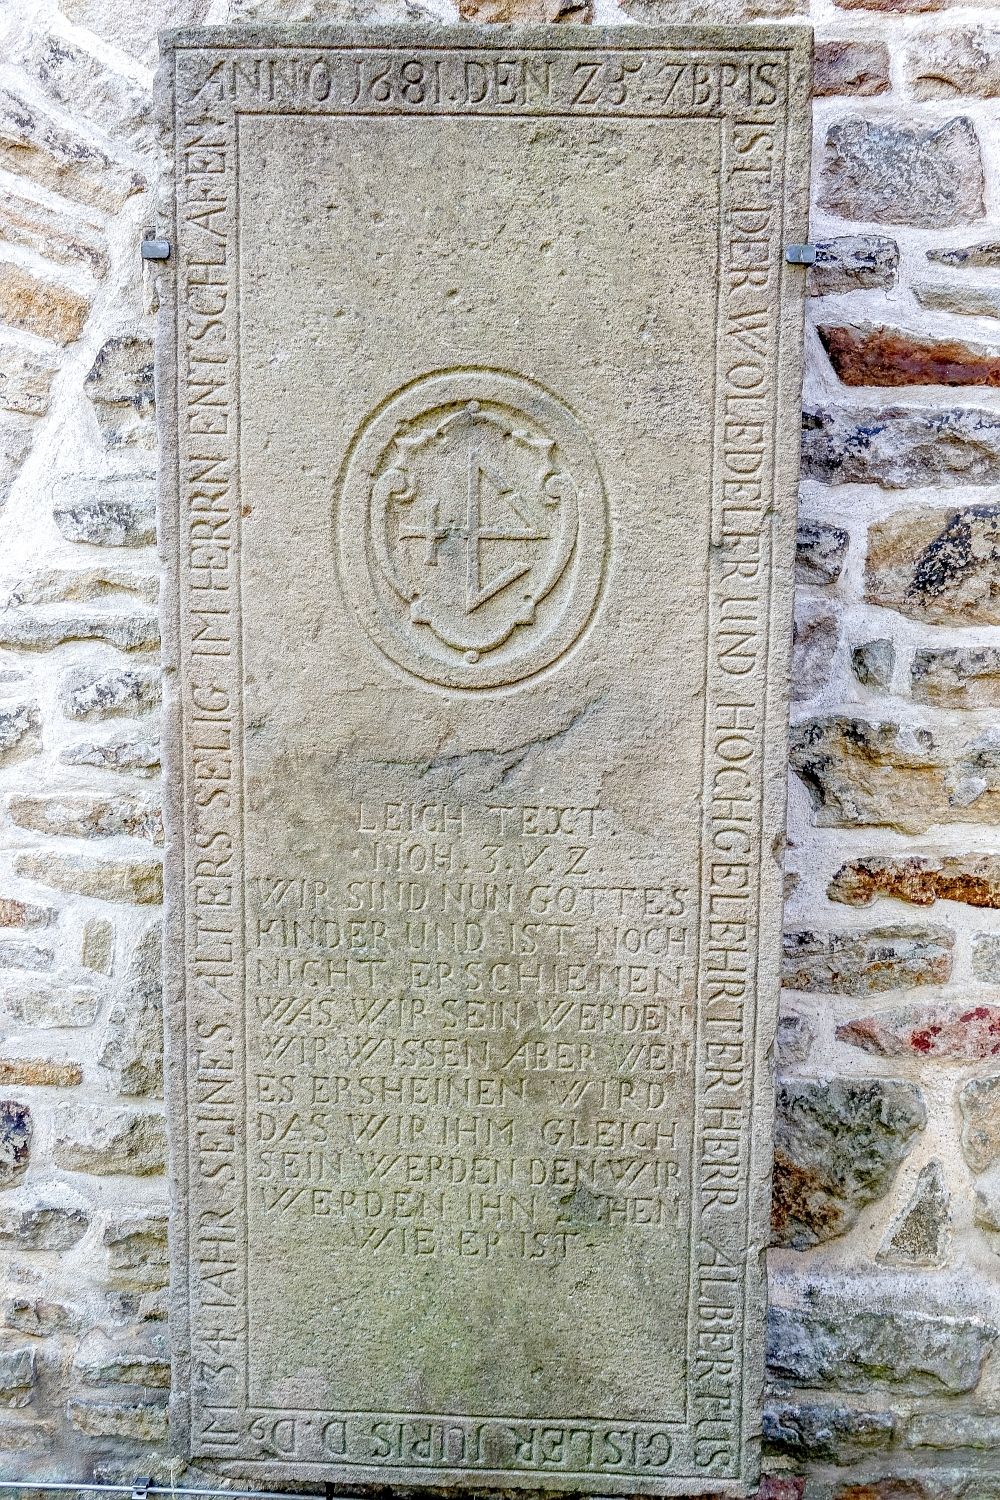 ANNO 1681. DEN 25 7BRIS
IST DER WOLEDELER UND HOCHGELEHRTER HERR ALBERTUS
GISLER JURIS D. D.
34 IAHR SEINES ALTERS SELIG IM HERRN ENTSCHLAFEN
LEICH TEXT.
1IOH. 3. V. 2.
WIR SIND NUN GOTTES
KINDER UND IST NOCH
NICHT ERSCHIENEN
WAS WIR SEIN WERDEN
WIR WISSEN ABER WEN
ES ERSHEINEN WIRD
DAS WIR IHM GLEICH
SEIN WERDEN DEN WIR
WERDEN IHN HEN
WIE ER IST